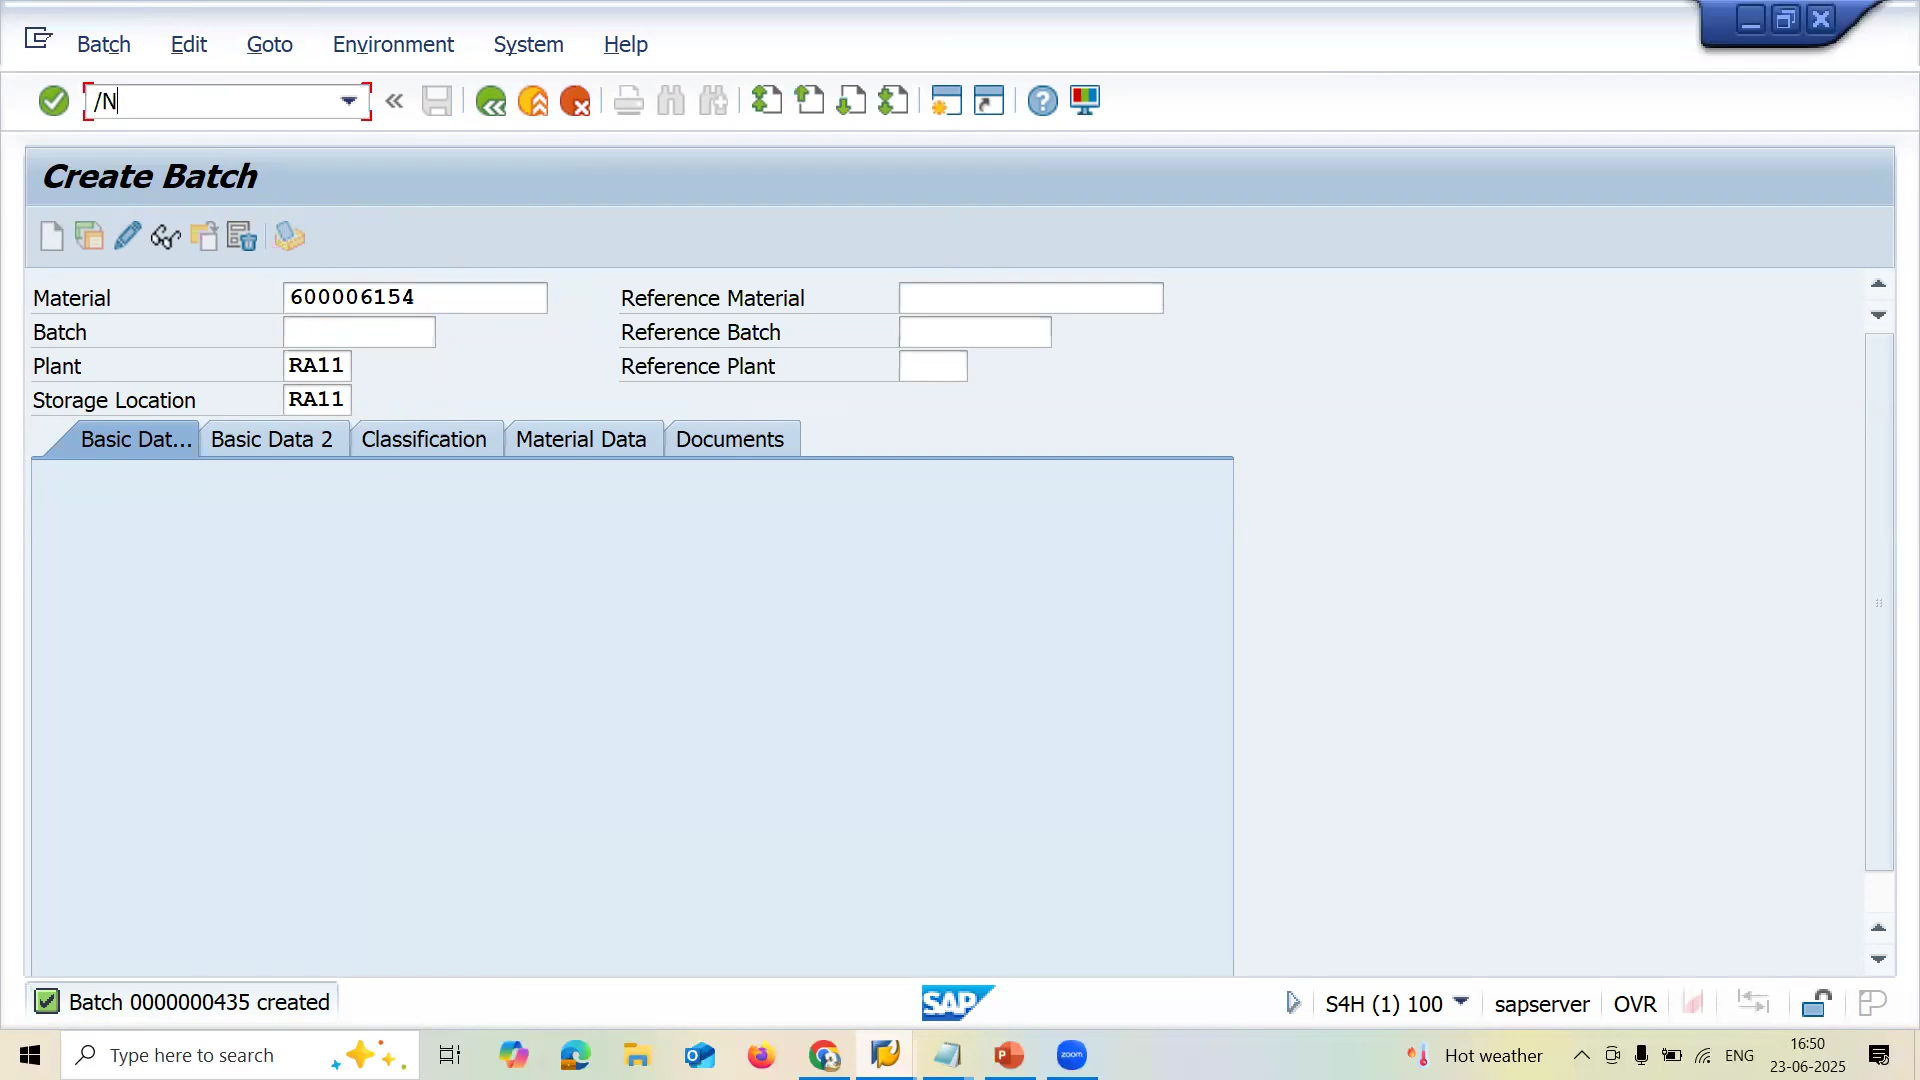 Batch Edit Goto Environment System Help
/N
Create Batch
Material 600006154 Reference Material
Batch Reference Batch
Plant RA11 Reference Plant
Storage Location RA11
Basic Dat... Basic Data 2 Classification Material Data Documents
Batch 0000000435 created SAP S4H (1) 100 sapserver OVR
Type here to search zoom Hot weather ENG 16:50
23-06-2025